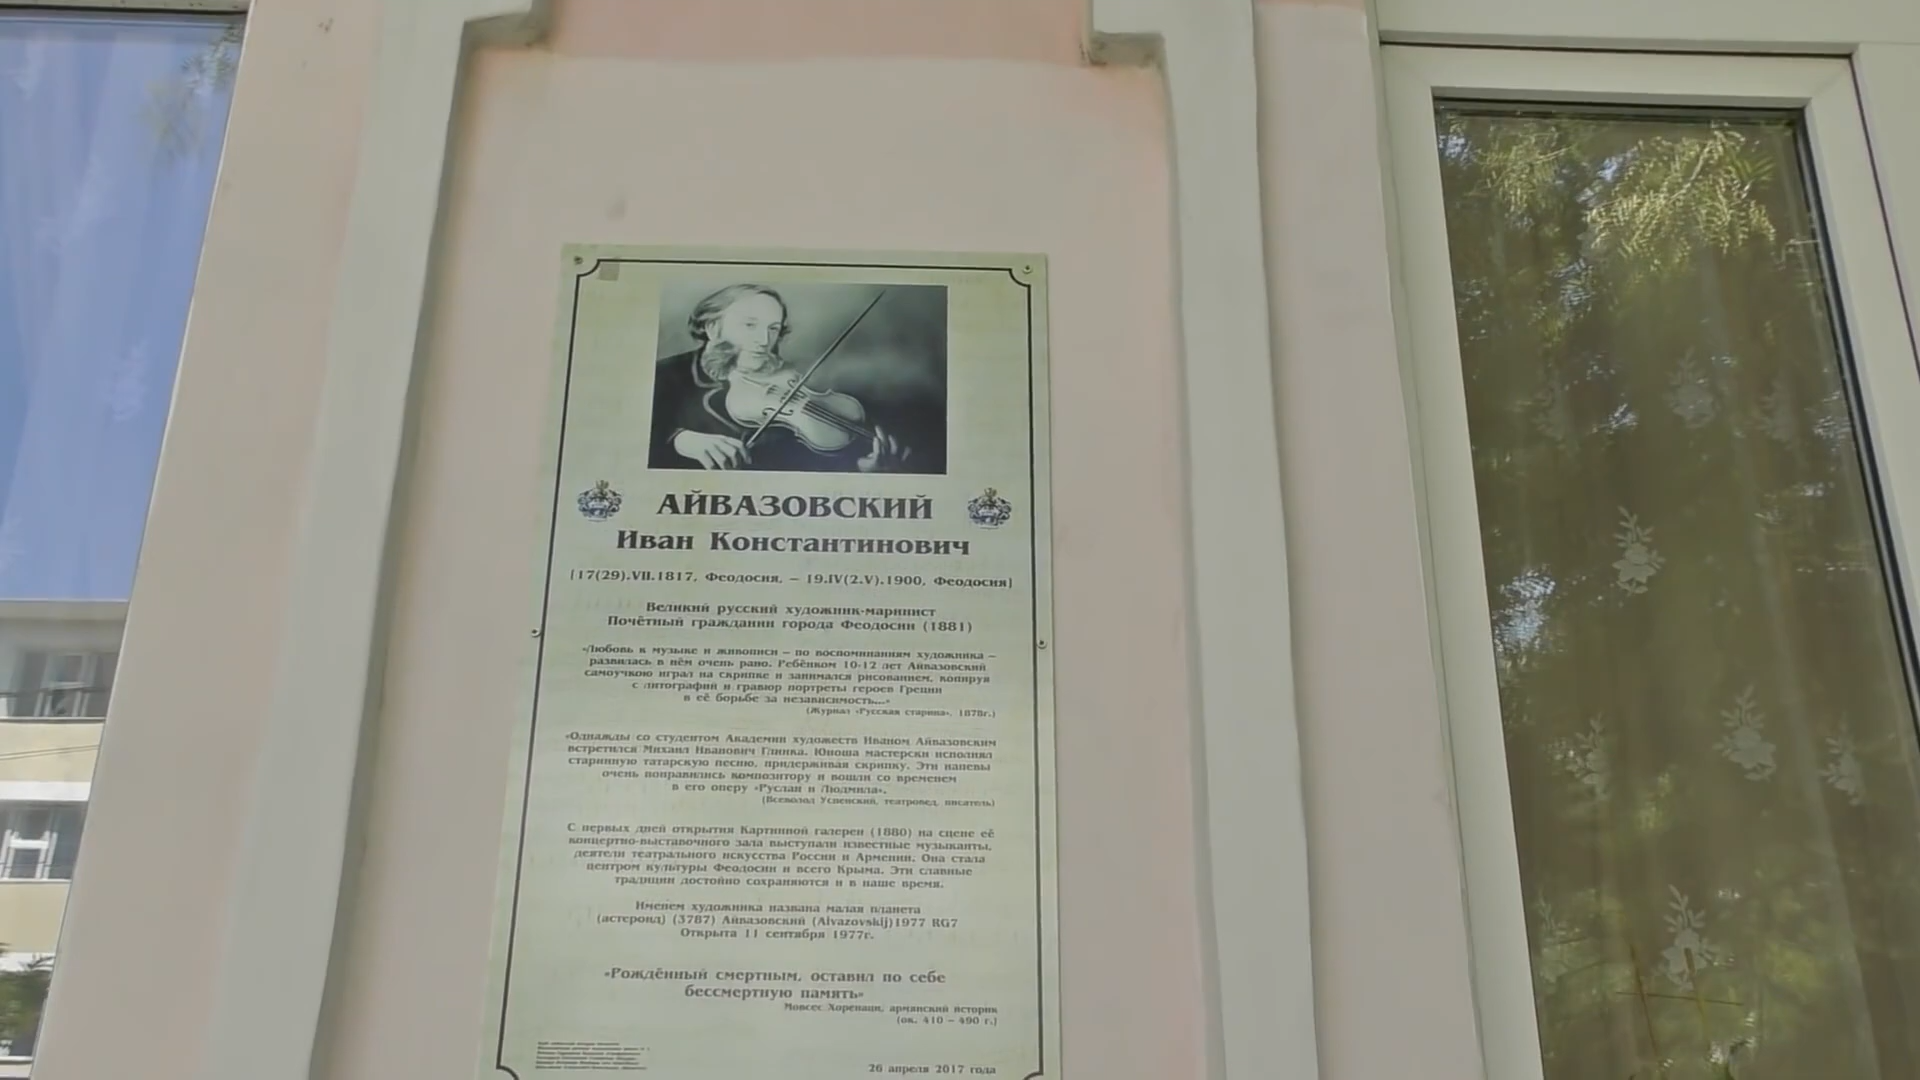 АЙВАЗОВСКИЙ
Иван Константинович
[17(29).VII.1817, Феодосия, – 19.IV(2.V).1900, Феодосия]
Великий русский художник-маринист
Почётный гражданин города Феодосии (1881)
«Любовь к музыке и живописи – по воспоминаниям художника –
развилась в нём очень рано. Ребёнком 10-12 лет Айвазовский
самоучкою играл на скрипке и занимался рисованием, копируя
с литографий и гравюр портреты героев Греции
в её борьбе за независимость...»
(Журнал «Русская старина», 1878г.)
«Однажды со студентом Академии художеств Иваном Айвазовским
встретился Михаил Иванович Глинка. Юноша мастерски исполнял
старинную татарскую песню, придерживая скрипку. Эти напевы
очень понравились композитору и вошли со временем
в его оперу «Руслан и Людмила».
(Всеволод Успенский, театровед, писатель)
С первых дней открытия Картинной галереи (1880) на сцене её
концертно-выставочного зала выступали известные музыканты,
деятели театрального искусства России и Армении. Она стала
центром культуры Феодосии и всего Крыма. Эти славные
традиции достойно сохраняются и в наше время.
Именем художника названа малая планета
(астероид) (3787) Айвазовский (Aivazovskij)1977 RG7
Открыта 11 сентября 1977г.
«Рождённый смертным, оставил по себе
бессмертную память»
Мовсес Хоренаци, армянский историк
(ок. 410 – 490 г.)
26 апреля 2017 года